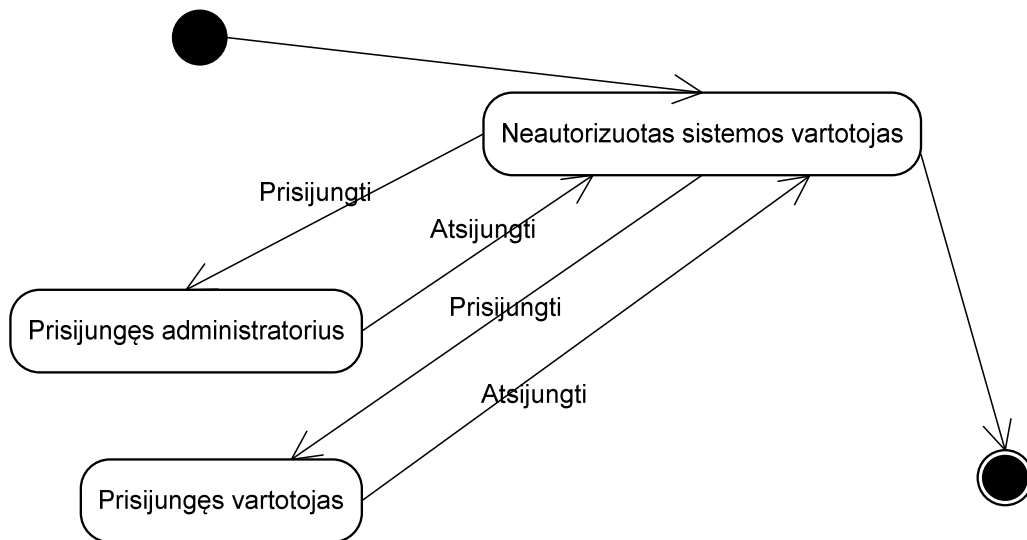 Neautorizuotas sistemos vartotojas
Prisijungti
Atsijungti
Prisijungti
Prisijungęs administratorius
Atsijungti
Prisijungęs vartotojas